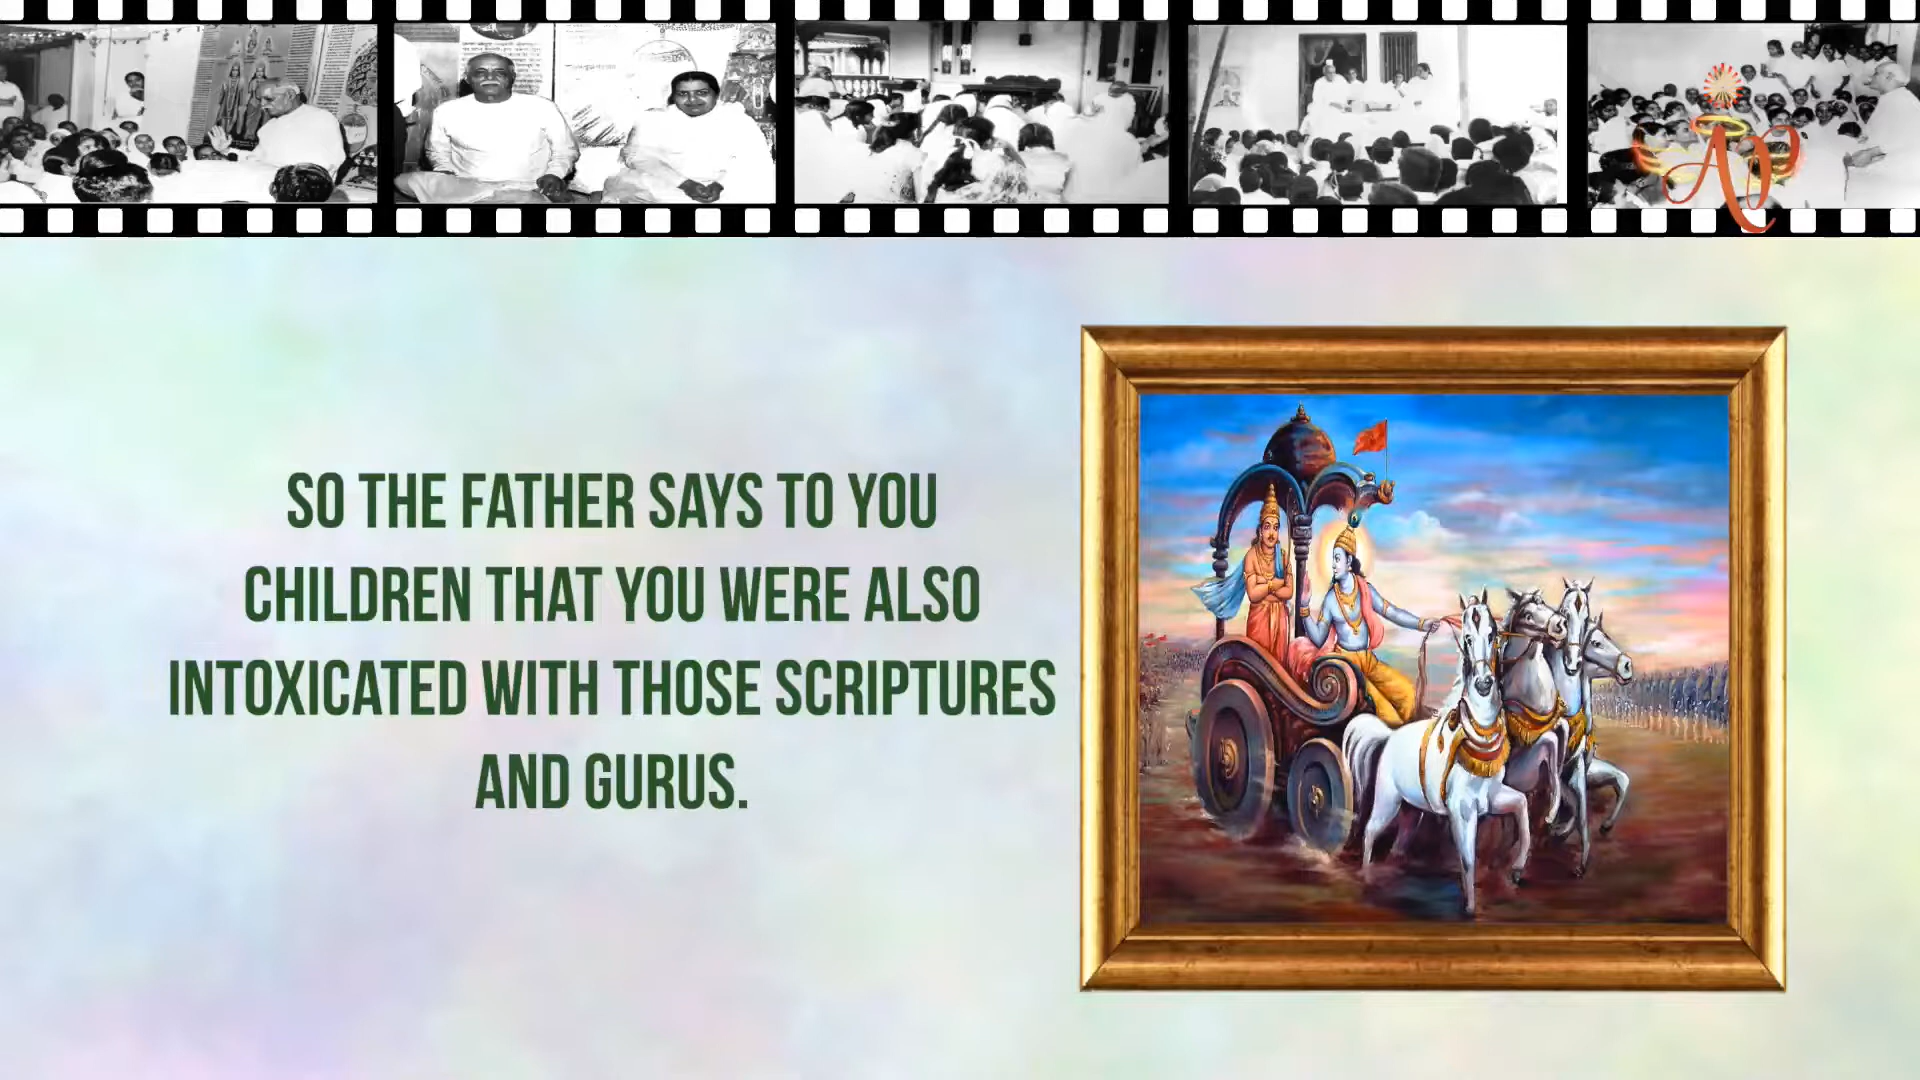 SO THE FATHER SAYS TO YOU
CHILDREN THAT YOU WERE ALSO
INTOXICATED WITH THOSE SCRIPTURES
AND GURUS.